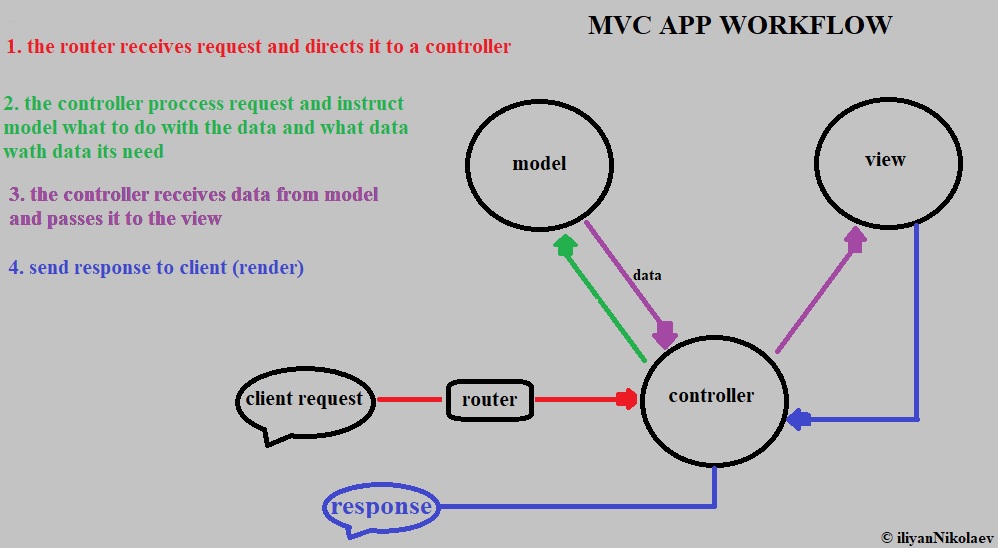 MVC APP WORKFLOW
1. the router receives request and directs it to a controller
2. the controller proccess request and instruct
model what to do with the data and what data
wath data its need
3. the controller receives data from model
and passes it to the view
4. send response to client (render)
model
view
data
client request
router
controller
response
© iliyanNikolaev